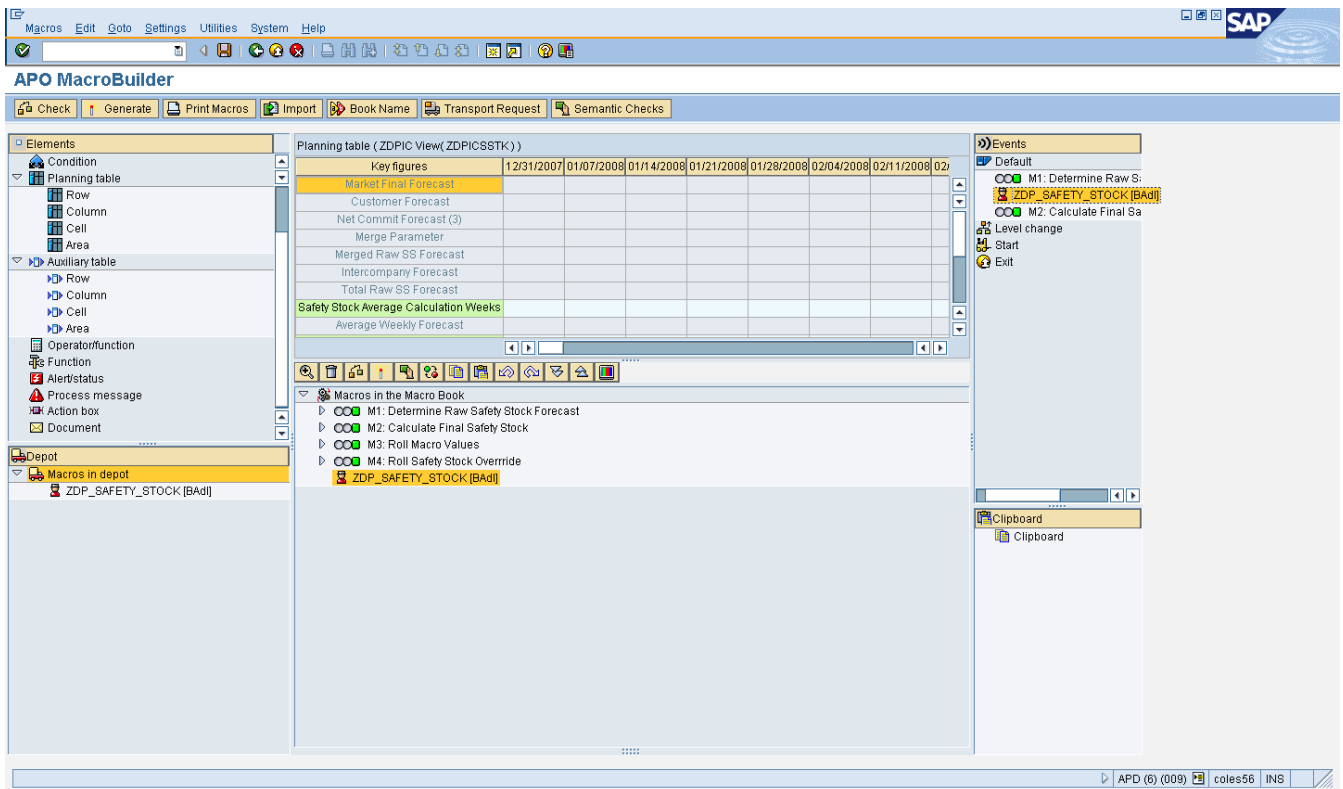 Macros Edit Goto Settings Utilities System Help
SAP
APO MacroBuilder
Check Generate Print Macros Import Book Name Transport Request Semantic Checks
Elements
Condition
Planning table
Row
Column
Cell
Area
Auxiliary table
Row
Column
Cell
Area
Operator/function
Function
Alert/status
Process message
Action box
Document
Depot
Macros in depot
ZDP_SAFETY_STOCK [BAdI]
Planning table ( ZDPIC View( ZDPICSSTK ) )
Key figures 12/31/2007 01/07/2008 01/14/2008 01/21/2008 01/28/2008 02/04/2008 02/11/2008 02/
Market Final Forecast
Customer Forecast
Net Commit Forecast (3)
Merge Parameter
Merged Raw SS Forecast
Intercompany Forecast
Total Raw SS Forecast
Safety Stock Average Calculation Weeks
Average Weekly Forecast
Macros in the Macro Book
M1: Determine Raw Safety Stock Forecast
M2: Calculate Final Safety Stock
M3: Roll Macro Values
M4: Roll Safety Stock Overrride
ZDP_SAFETY_STOCK [BAdI]
Events
Default
M1: Determine Raw S
ZDP_SAFETY_STOCK [BAdI]
M2: Calculate Final Sa
Level change
Start
Exit
Clipboard
Clipboard
APD (6) (009) coles56 INS